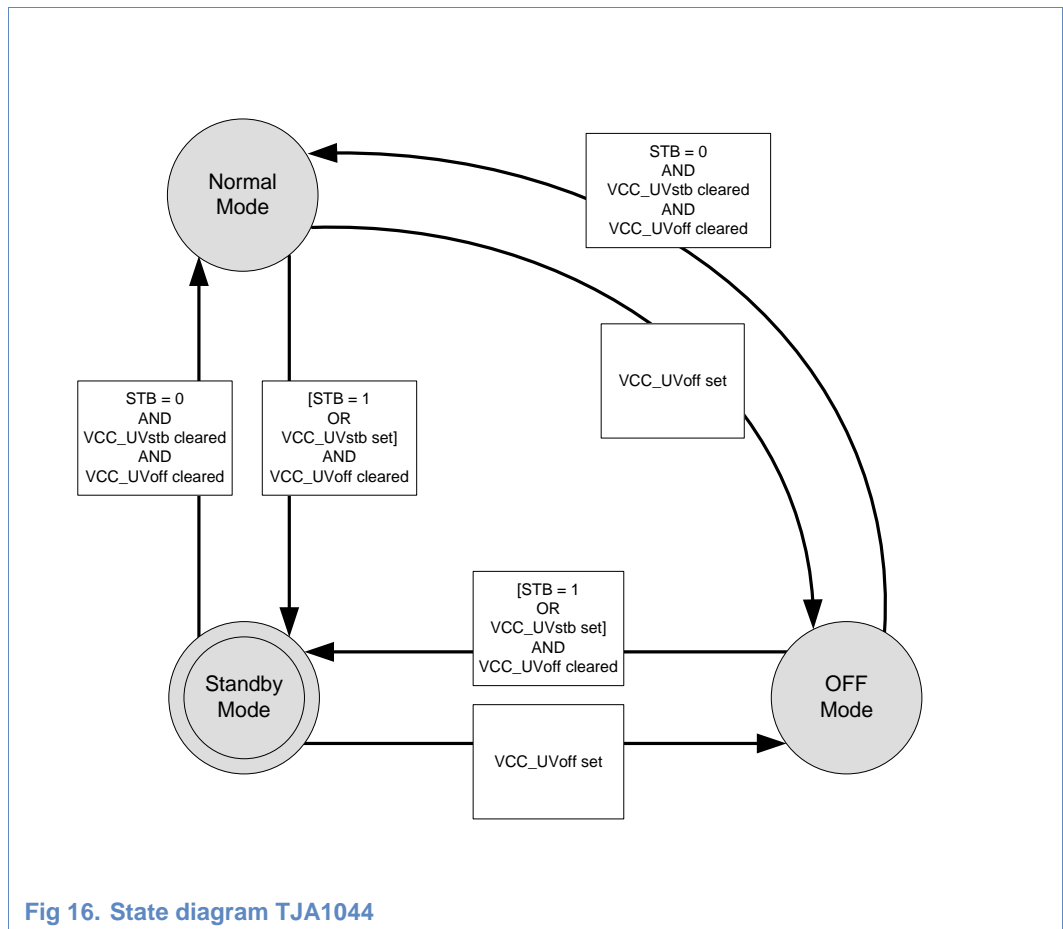 Normal
Mode
STB = 0
AND
VCC_UVstb cleared
AND
VCC_UVoff cleared
VCC_UVoff set
STB = 0
AND
VCC_UVstb cleared
AND
VCC_UVoff cleared
[STB = 1
OR
VCC_UVstb set]
AND
VCC_UVoff cleared
[STB = 1
OR
VCC_UVstb set]
AND
VCC_UVoff cleared
Standby
Mode
OFF
Mode
VCC_UVoff set
Fig 16. State diagram TJA1044